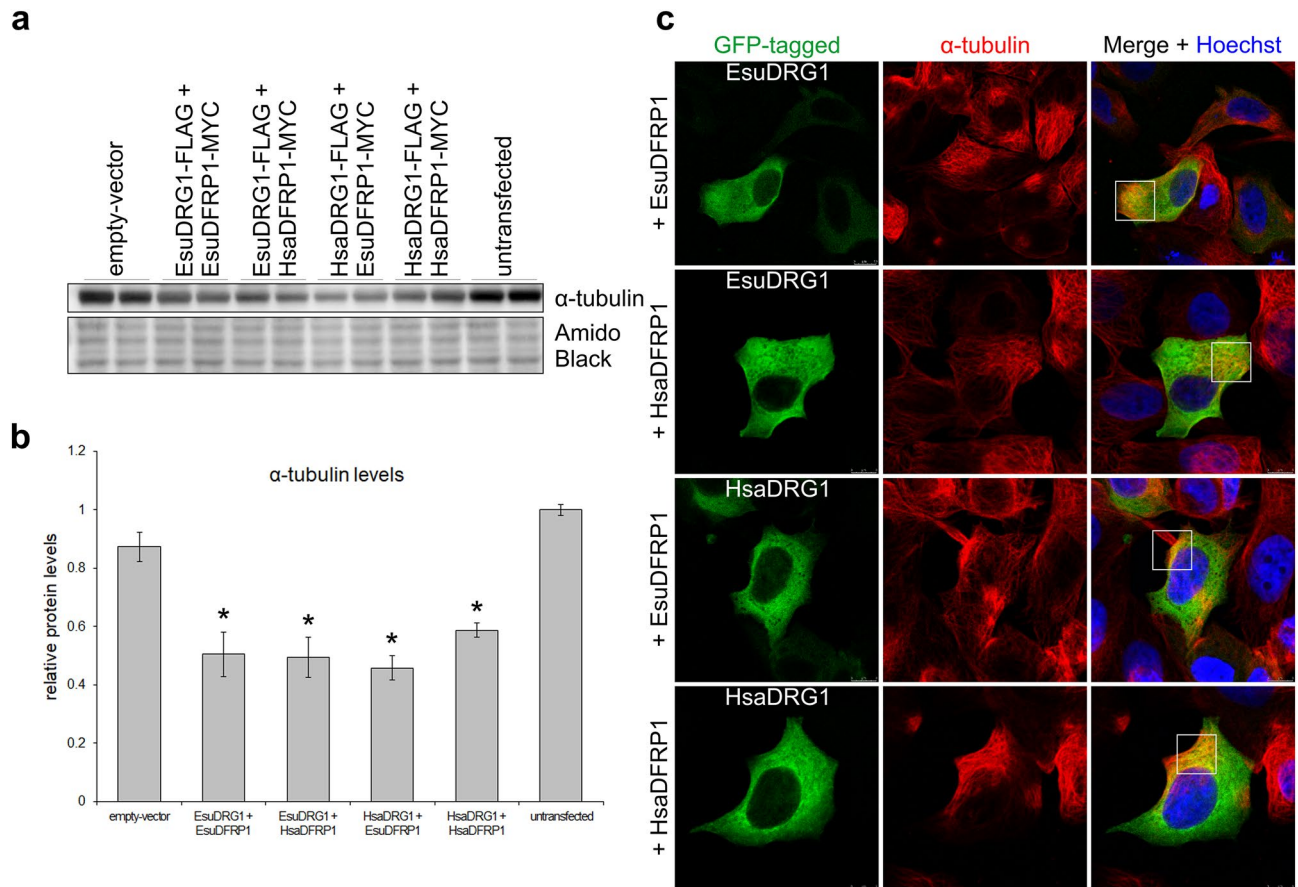 a
empty-vector
EsuDRG1-FLAG +
EsuDFRP1-MYC
EsuDRG1-FLAG +
HsaDFRP1-MYC
HsaDRG1-FLAG +
EsuDFRP1-MYC
HsaDRG1-FLAG +
HsaDFRP1-MYC
untransfected
α-tubulin
Amido
Black
b
α-tubulin levels
relative protein levels
1.2
1
0.8
0.6
0.4
0.2
0
*
*
*
*
empty-vector
EsuDRG1 +
EsuDFRP1
EsuDRG1 +
HsaDFRP1
HsaDRG1 +
EsuDFRP1
HsaDRG1 +
HsaDFRP1
untransfected
c
GFP-tagged
α-tubulin
Merge + Hoechst
+ EsuDFRP1
EsuDRG1
+ HsaDFRP1
EsuDRG1
+ EsuDFRP1
HsaDRG1
+ HsaDFRP1
HsaDRG1